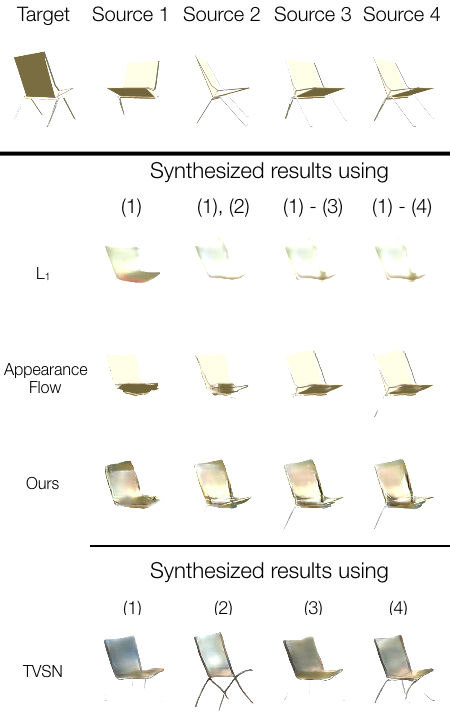 Target Source 1 Source 2 Source 3 Source 4
Synthesized results using
(1) (1), (2) (1) - (3) (1) - (4)
L₁
Appearance
Flow
Ours
Synthesized results using
(1) (2) (3) (4)
TVSN